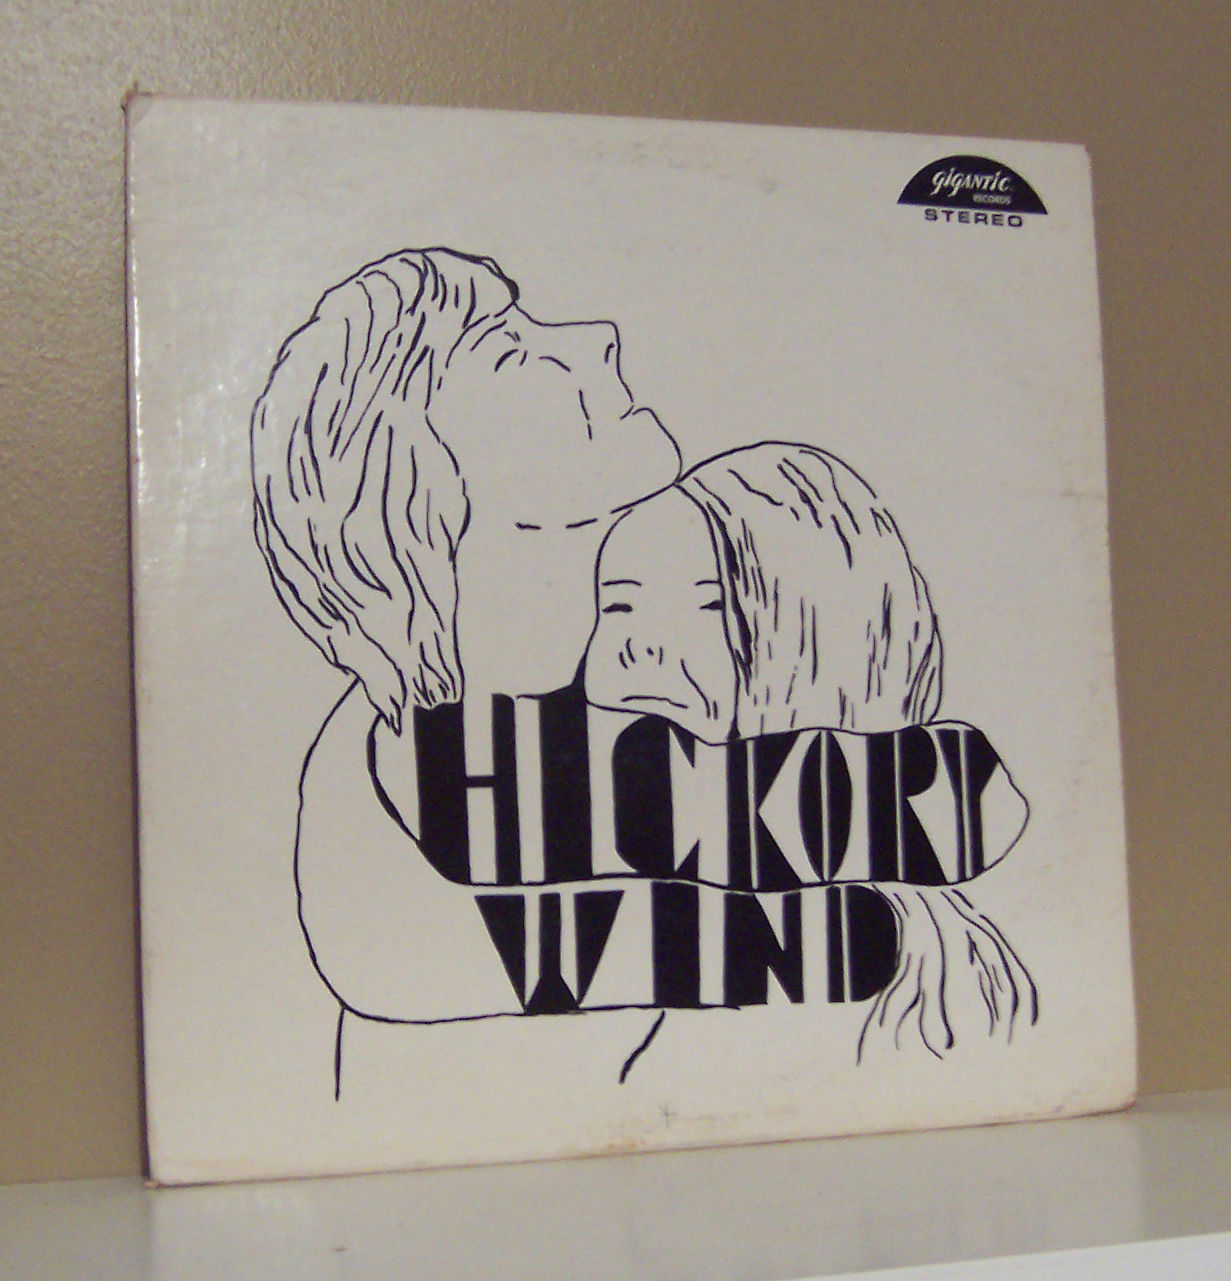 GIGANTIC
RECORDS
STEREO
HICKORY
WIND